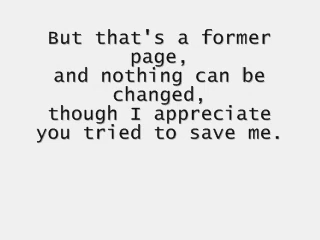 But that's a former
page,
and nothing can be
changed,
though I appreciate
you tried to save me.